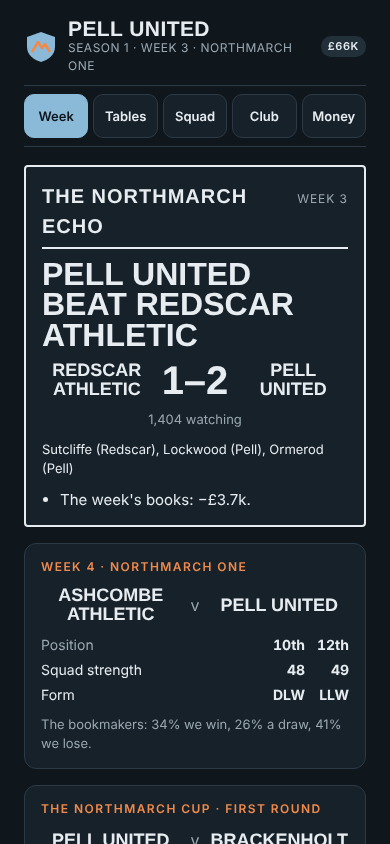 PELL UNITED
SEASON 1 · WEEK 3 · NORTHMARCH
ONE
£66K
Week Tables Squad Club Money
THE NORTHMARCH
ECHO
WEEK 3
PELL UNITED
BEAT REDSCAR
ATHLETIC
REDSCAR
ATHLETIC
1–2
PELL
UNITED
1,404 watching
Sutcliffe (Redscar), Lockwood (Pell), Ormerod
(Pell)
• The week's books: −£3.7k.
WEEK 4 · NORTHMARCH ONE
ASHCOMBE
ATHLETIC
v
PELL UNITED
Position 10th 12th
Squad strength 48 49
Form DLW LLW
The bookmakers: 34% we win, 26% a draw, 41%
we lose.
THE NORTHMARCH CUP · FIRST ROUND
PELL UNITED v BRACKENHOLT